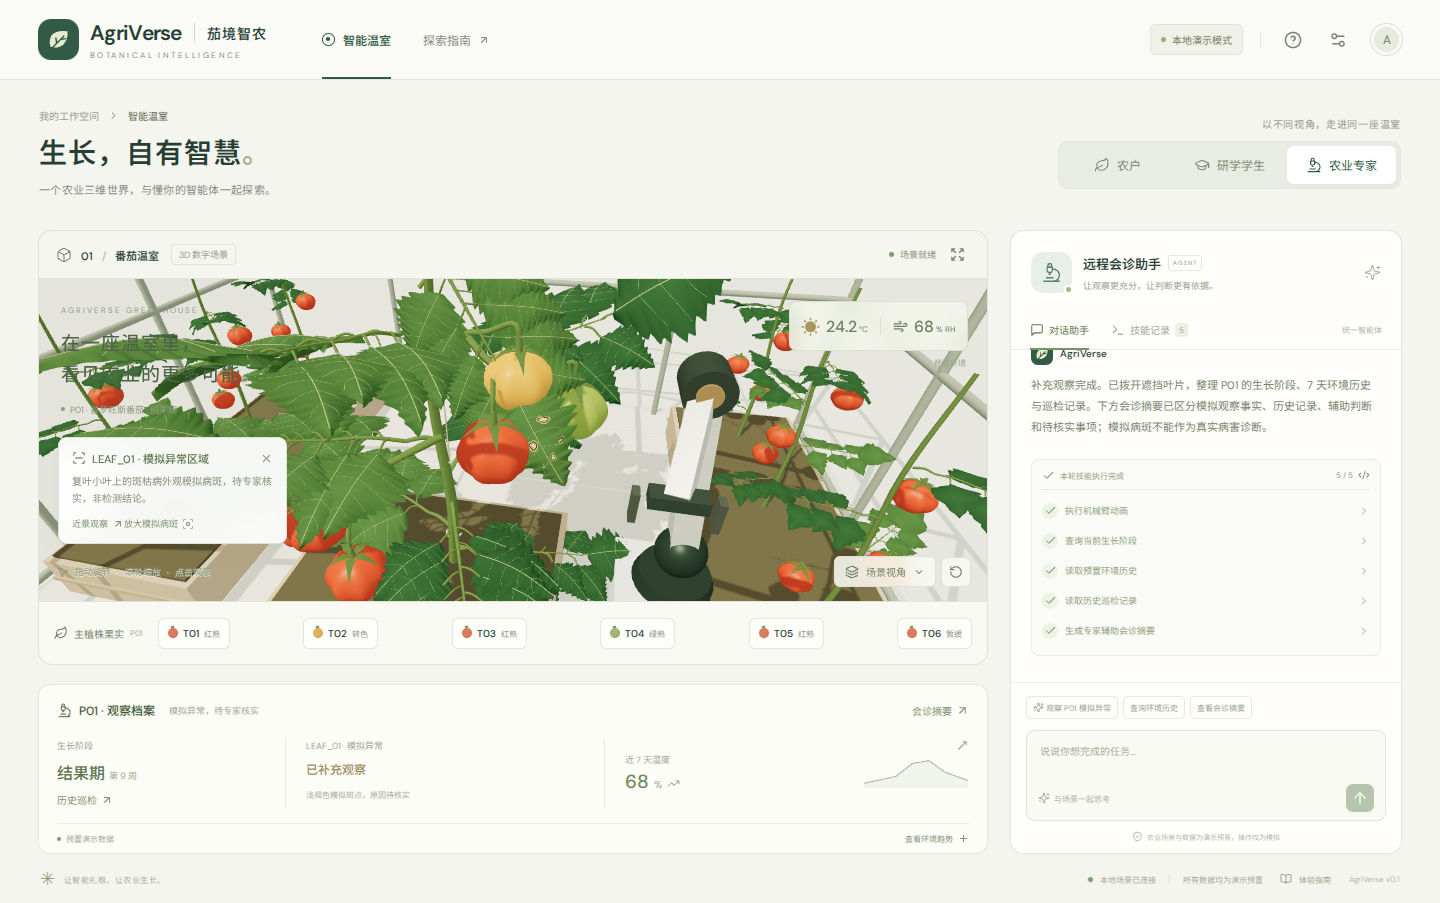 AgriVerse 茄境智农
BOTANICAL INTELLIGENCE
智能温室
探索指南
本地演示模式
A
我的工作空间 > 智能温室
生长，自有智慧。
一个农业三维世界，与懂你的智能体一起探索。
以不同视角，走进同一座温室
农户
研学学生
农业专家
01 / 番茄温室 3D 数字场景
场景就绪
AGRIVERSE GREENHOUSE
在一座温室里，
看见农业的更多可能。
24.2 °C
68 % RH
LEAF_01 · 模拟异常区域
复叶小叶上的斑枯病外观模拟病斑，待专家核
实，非检测结论。
近景观察 放大模拟病斑
场景视角
主植株果实 POI
T01 红熟
T02 转色
T03 红熟
T04 绿熟
T05 红熟
T06 暂缓
P01 · 观察档案 模拟异常，待专家核实
会诊摘要
生长阶段
结果期 第 9 周
历史巡检
LEAF_01 · 模拟异常
已补充观察
浅褐色模拟斑点，原因待核实
近 7 天湿度
68 %
预置演示数据
查看环境趋势
远程会诊助手 AGENT
让观察更充分，让判断更有依据。
对话助手
技能记录 5
统一智能体
AgriVerse
补充观察完成。已拨开遮挡叶片，整理 P01 的生长阶段、7 天环境历史
与巡检记录。下方会诊摘要已区分模拟观察事实、历史记录、辅助判断
和待核实事项；模拟病斑不能作为真实病害诊断。
本轮技能执行完成
5 / 5
执行机械臂动画
查询当前生长阶段
读取预置环境历史
读取历史巡检记录
生成专家辅助会诊摘要
观察 P01 模拟异常
查询环境历史
查看会诊摘要
说说你想完成的任务…
与场景一起思考
农业场景与数据为演示预置，操作仅为模拟
让智能扎根，让农业生长。
本地场景已连接
所有数据均为演示预置
体验指南
AgriVerse v0.1